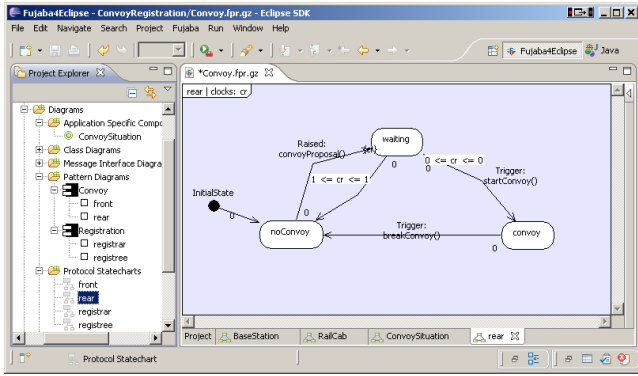 Fujaba4Eclipse - ConvoyRegistration/Convoy.fpr.gz - Eclipse SDK
File Edit Navigate Search Project Fujaba Run Window Help
Fujaba4Eclipse Java
Project Explorer
*Convoy.fpr.gz
rear | clocks: cr
Diagrams
Application Specific Compo
ConvoySituation
Class Diagrams
Message Interface Diagra
Pattern Diagrams
Convoy
front
rear
Registration
registrar
registree
Protocol Statecharts
front
rear
registrar
registree
waiting
0
Raised:
convoyProposal()
{cr}
0 <= cr <= 0
0
Trigger:
startConvoy()
1 <= cr <= 1
InitialState
0
0
noConvoy
Trigger:
breakConvoy()
convoy
0
Project BaseStation RailCab ConvoySituation rear
Protocol Statechart